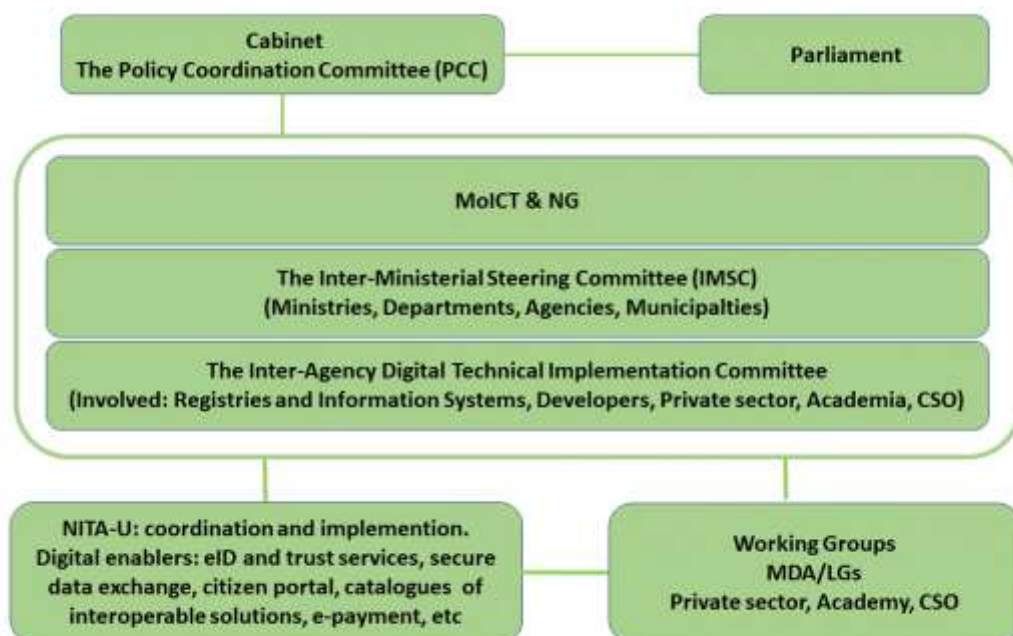 Cabinet
The Policy Coordination Committee (PCC)
Parliament
MoICT & NG
The Inter-Ministerial Steering Committee (IMSC)
(Ministries, Departments, Agencies, Municipalties)
The Inter-Agency Digital Technical Implementation Committee
(Involved: Registries and Information Systems, Developers, Private sector, Academia, CSO)
NITA-U: coordination and implemention.
Digital enablers: eID and trust services, secure
data exchange, citizen portal, catalogues of
interoperable solutions, e-payment, etc
Working Groups
MDA/LGs
Private sector, Academy, CSO